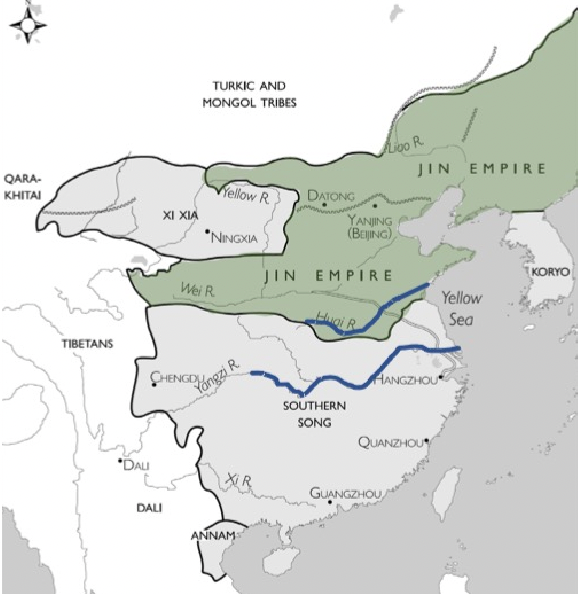 TURKIC AND
MONGOL TRIBES
Liao R.
JIN EMPIRE
QARA-
KHITAI
Yellow R.
DATONG
XI XIA
YANJING
(BEIJING)
NINGXIA
KORYO
JIN EMPIRE
Wei R.
Yellow
Sea
Huai R.
TIBETANS
CHENGDU
Yangzi R
HANGZHOU
SOUTHERN
SONG
QUANZHOU
DALI
Xi R.
GUANGZHOU
DALI
ANNAM